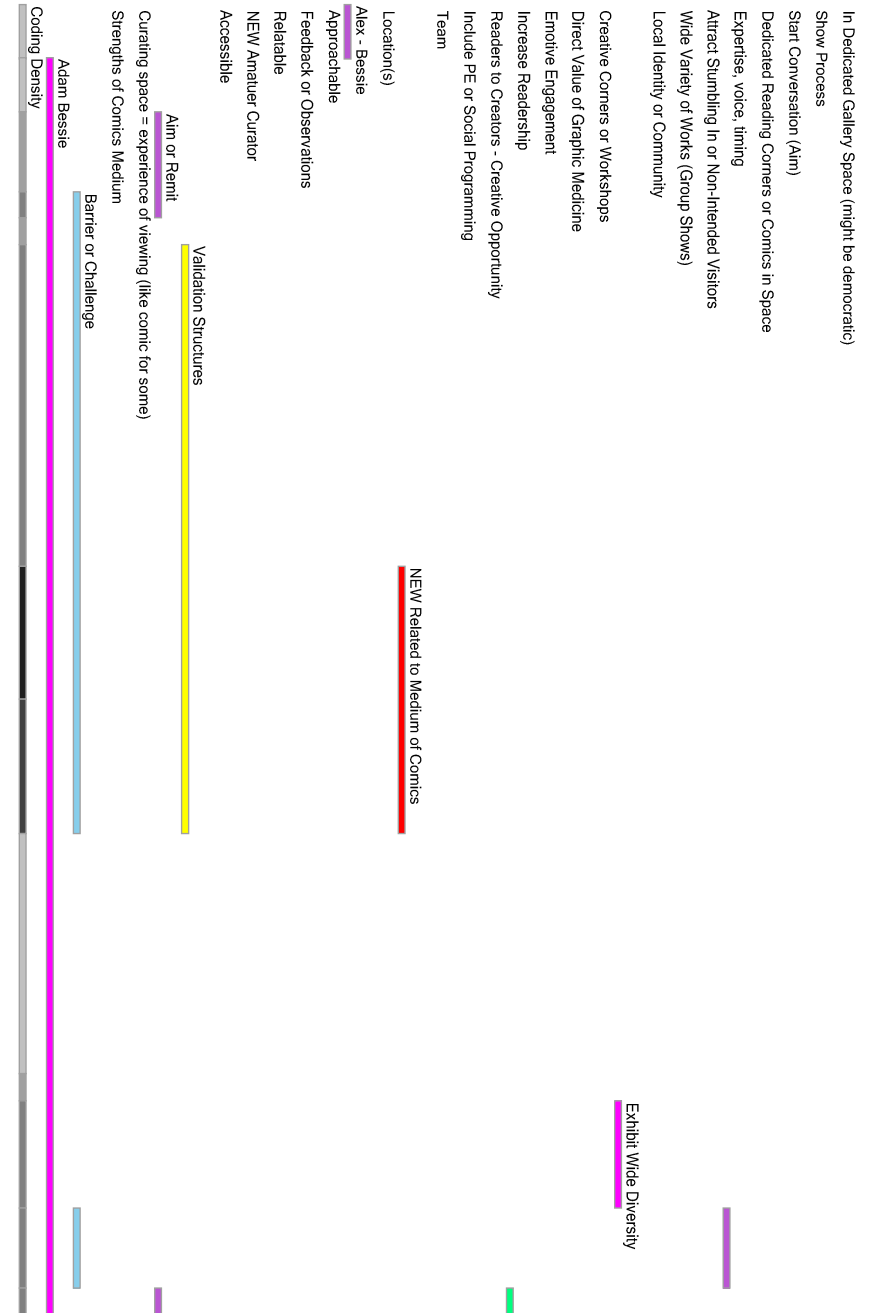 In Dedicated Gallery Space (might be democratic)
Show Process
Start Conversation (Aim)
Dedicated Reading Corners or Comics in Space
Expertise, voice, timing
Attract Stumbling In or Non-Intended Visitors
Wide Variety of Works (Group Shows)
Local Identity or Community
Exhibit Wide Diversity
Creative Corners or Workshops
Direct Value of Graphic Medicine
Emotive Engagement
Increase Readership
Readers to Creators - Creative Opportunity
Include PE or Social Programming
Team
NEW Related to Medium of Comics
Location(s)
Alex - Bessie
Approachable
Feedback or Observations
Relatable
NEW Amatuer Curator
Accessible
Validation Structures
Aim or Remit
Curating space = experience of viewing (like comic for some)
Strengths of Comics Medium
Barrier or Challenge
Adam Bessie
Coding Density